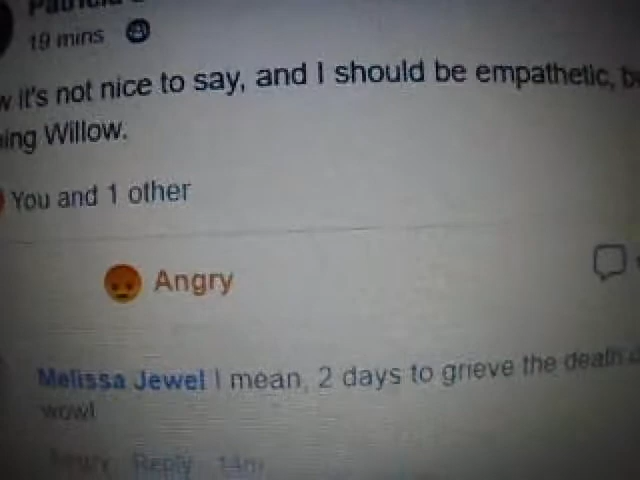 19 mins
it's not nice to say, and I should be empathetic,
Willow.
You and 1 other
Angry
Melissa Jewel I mean, 2 days to grieve the death
wow!
Angry Reply 14m